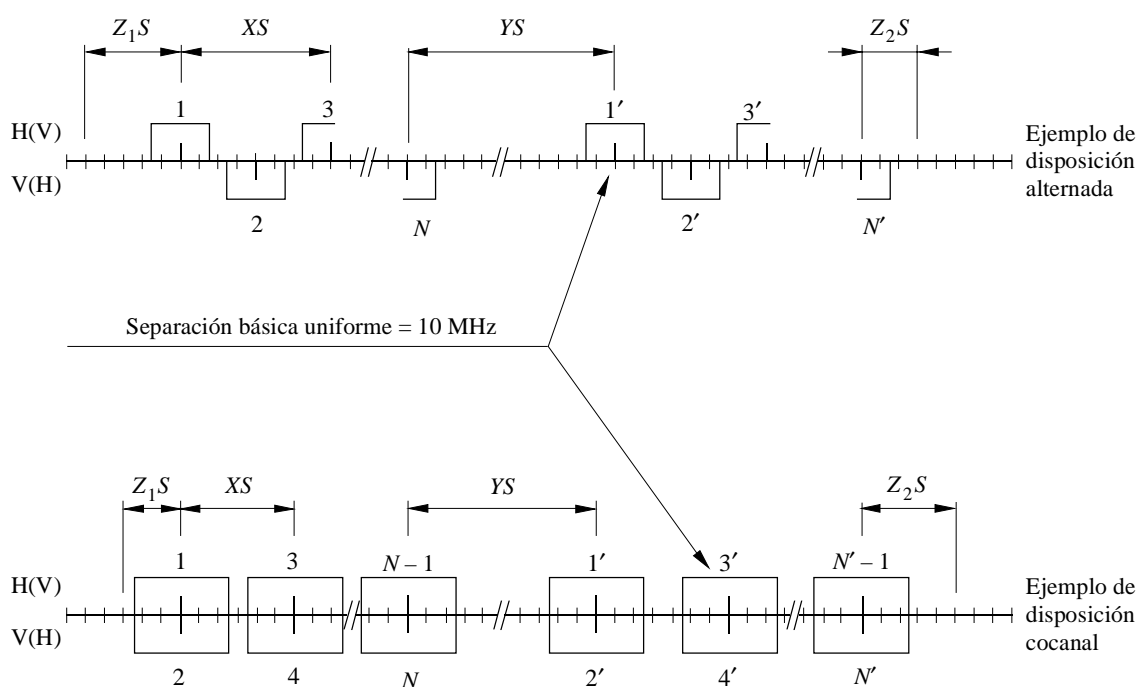 Z1S XS YS Z2S
1 3 1′ 3′
H(V)
V(H)
2 N 2′ N′
Ejemplo de
disposición
alternada
Separación básica uniforme = 10 MHz
Z1S XS YS Z2S
1 3 N – 1 1′ 3′ N′ – 1
H(V)
V(H)
2 4 N 2′ 4′ N′
Ejemplo de
disposición
cocanal